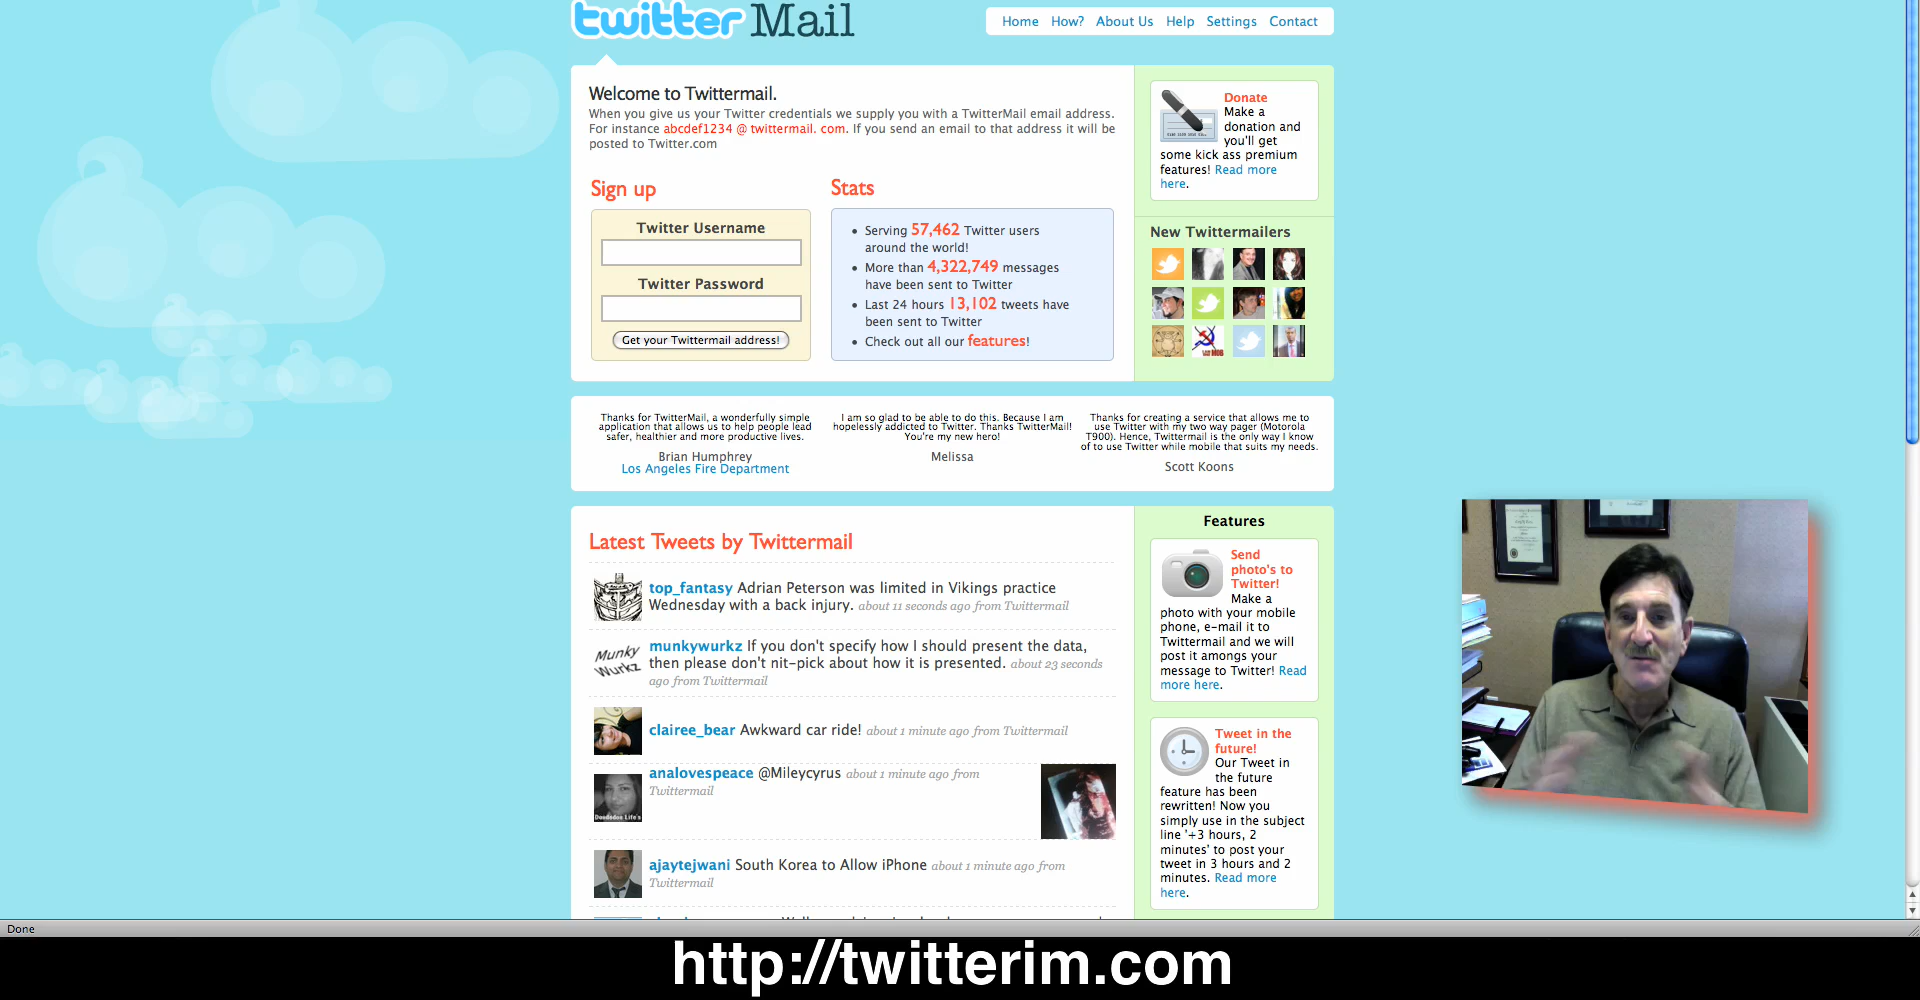 twitter Mail
Home How? About Us Help Settings Contact
Welcome to Twittermail.
When you give us your Twitter credentials we supply you with a TwitterMail email address.
For instance abcdef1234 @ twittermail. com. If you send an email to that address it will be
posted to Twitter.com
Sign up
Twitter Username
Twitter Password
Get your Twittermail address!
Stats
• Serving 57,462 Twitter users
around the world!
• More than 4,322,749 messages
have been sent to Twitter
• Last 24 hours 13,102 tweets have
been sent to Twitter
• Check out all our features!
Donate
Make a
donation and
you'll get
some kick ass premium
features! Read more
here.
New Twittermailers
Thanks for TwitterMail, a wonderfully simple
application that allows us to help people lead
safer, healthier and more productive lives.
Brian Humphrey
Los Angeles Fire Department
I am so glad to be able to do this. Because I am
hopelessly addicted to Twitter. Thanks TwitterMail!
You're my new hero!
Melissa
Thanks for creating a service that allows me to
use Twitter with my two way pager (Motorola
T900). Hence, Twittermail is the only way I know
of to use Twitter while mobile that suits my needs.
Scott Koons
Latest Tweets by Twittermail
top_fantasy Adrian Peterson was limited in Vikings practice
Wednesday with a back injury. about 11 seconds ago from Twittermail
Munky
Wurkz
munkywurkz If you don't specify how I should present the data,
then please don't nit-pick about how it is presented. about 23 seconds
ago from Twittermail
clairee_bear Awkward car ride! about 1 minute ago from Twittermail
analovespeace @Mileycyrus about 1 minute ago from
Twittermail
ajaytejwani South Korea to Allow iPhone about 1 minute ago from
Twittermail
Features
Send
photo's to
Twitter!
Make a
photo with your mobile
phone, e-mail it to
Twittermail and we will
post it amongs your
message to Twitter! Read
more here.
Tweet in the
future!
Our Tweet in
the future
feature has been
rewritten! Now you
simply use in the subject
line '+3 hours, 2
minutes' to post your
tweet in 3 hours and 2
minutes. Read more
here.
Done
http://twitterim.com